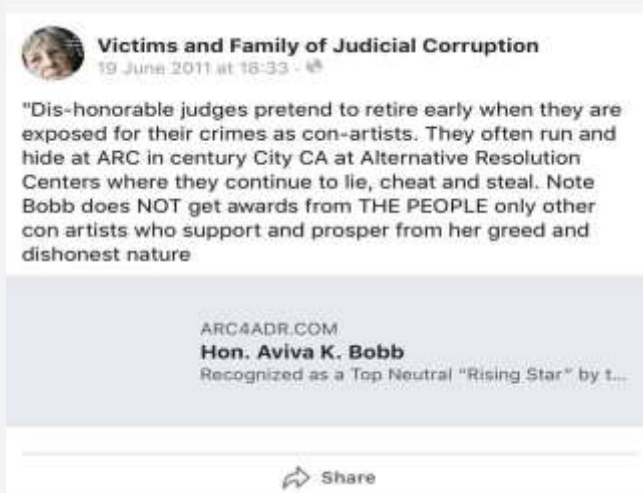 Victims and Family of Judicial Corruption
19 June 2011 at 18:33 ·
"Dis-honorable judges pretend to retire early when they are
exposed for their crimes as con-artists. They often run and
hide at ARC in century City CA at Alternative Resolution
Centers where they continue to lie, cheat and steal. Note
Bobb does NOT get awards from THE PEOPLE only other
con artists who support and prosper from her greed and
dishonest nature
ARC4ADR.COM
Hon. Aviva K. Bobb
Recognized as a Top Neutral "Rising Star" by t...
Share